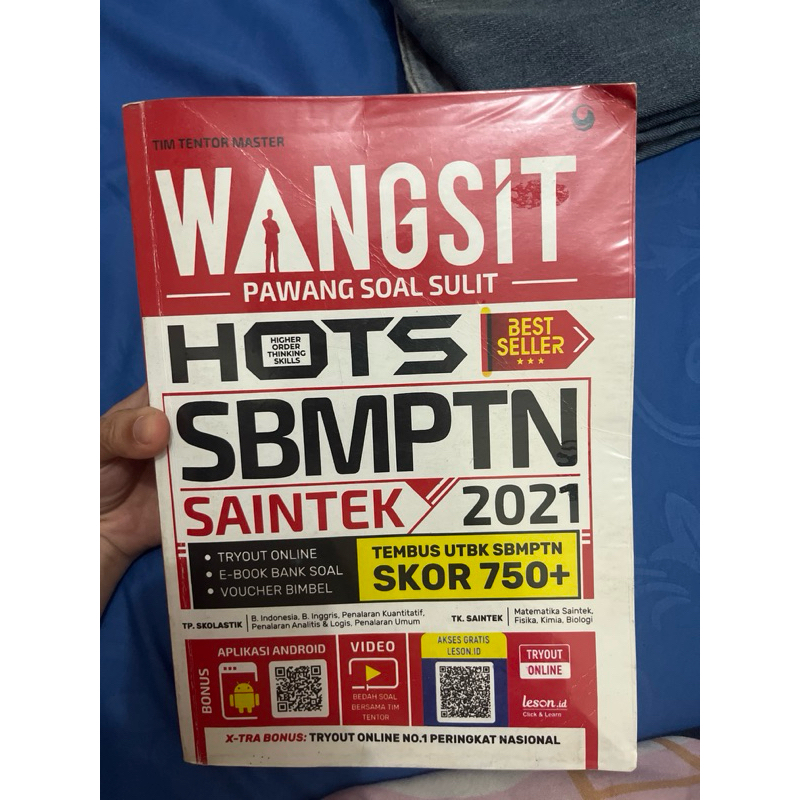 TIM TENTOR MASTER
WANGSIT
PAWANG SOAL SULIT
HOTS
HIGHER
ORDER
THINKING
SKILLS
BEST
SELLER
SBMPTN
SAINTEK
2021
• TRYOUT ONLINE
• E-BOOK BANK SOAL
• VOUCHER BIMBEL
TEMBUS UTBK SBMPTN
SKOR 750+
TP. SKOLASTIK
B. Indonesia, B. Inggris, Penalaran Kuantitatif,
Penalaran Analitis & Logis, Penalaran Umum
TK. SAINTEK
Matematika Saintek,
Fisika, Kimia, Biologi
BONUS
APLIKASI ANDROID
VIDEO
BEDAH SOAL
BERSAMA TIM
TENTOR
AKSES GRATIS
LESON.ID
TRYOUT
ONLINE
leson.id
Click & Learn
X-TRA BONUS: TRYOUT ONLINE NO.1 PERINGKAT NASIONAL